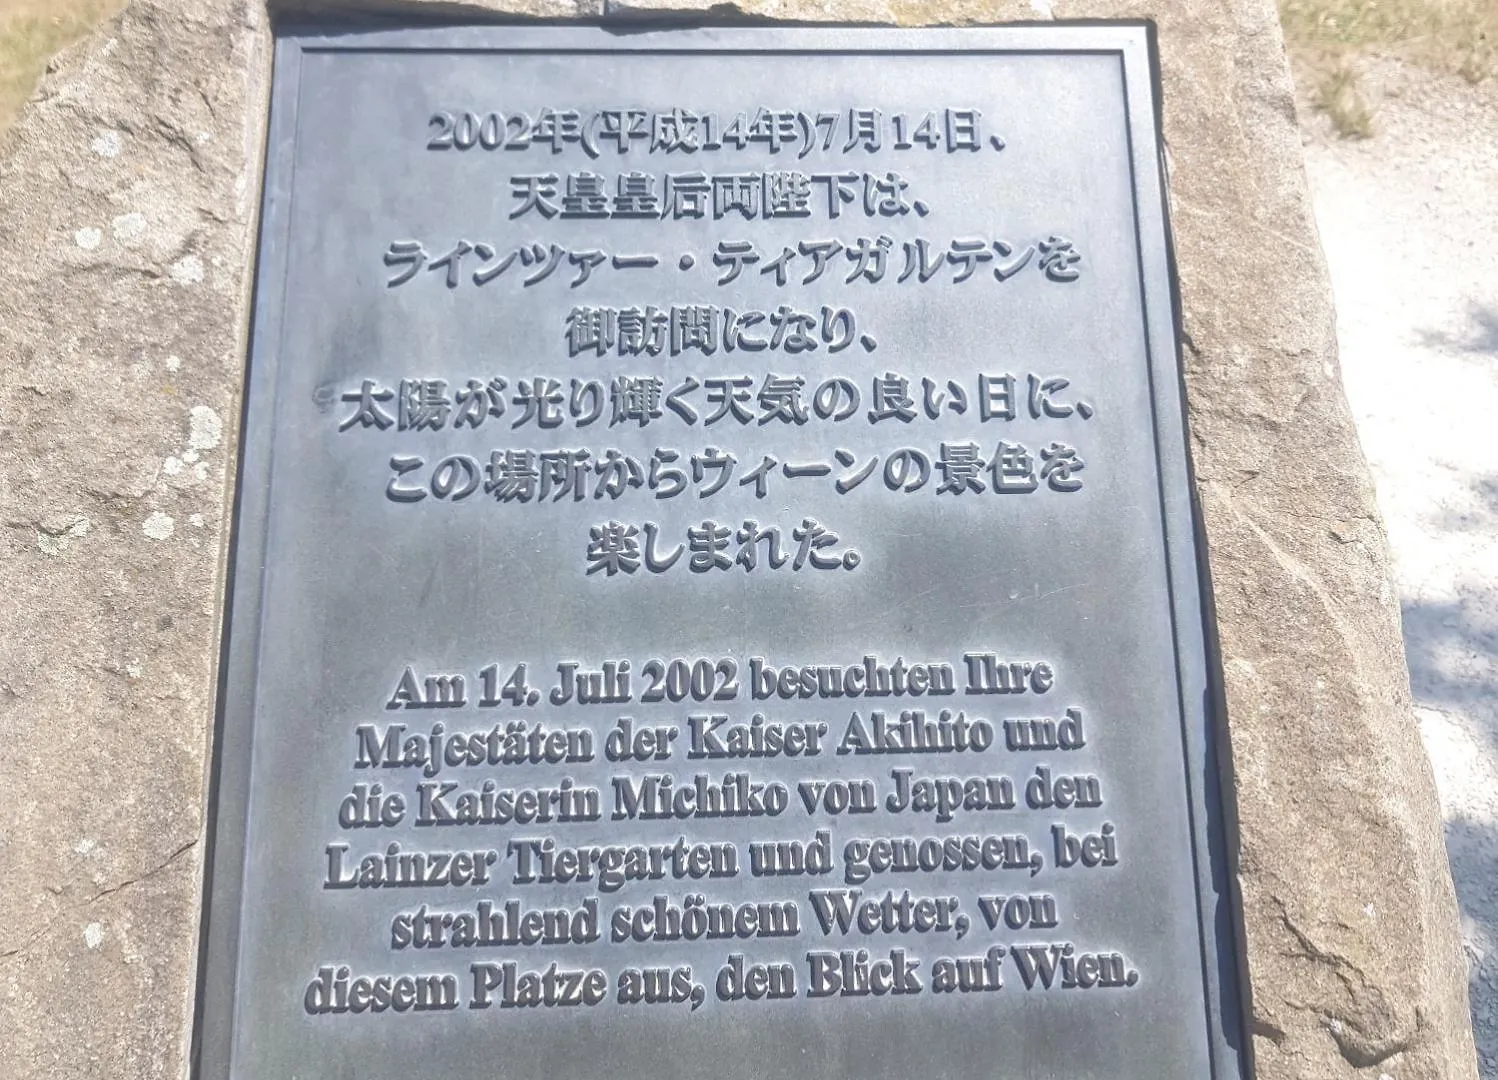 2002年(平成14年)7月14日、
天皇皇后両陛下は、
ラインツァー・ティアガルテンを
御訪問になり、
太陽が光り輝く天気の良い日に、
この場所からウィーンの景色を
楽しまれた。
Am 14. Juli 2002 besuchten Ihre
Majestäten der Kaiser Akihito und
die Kaiserin Michiko von Japan den
Lainzer Tiergarten und genossen, bei
strahlend schönem Wetter, von
diesem Platze aus, den Blick auf Wien.